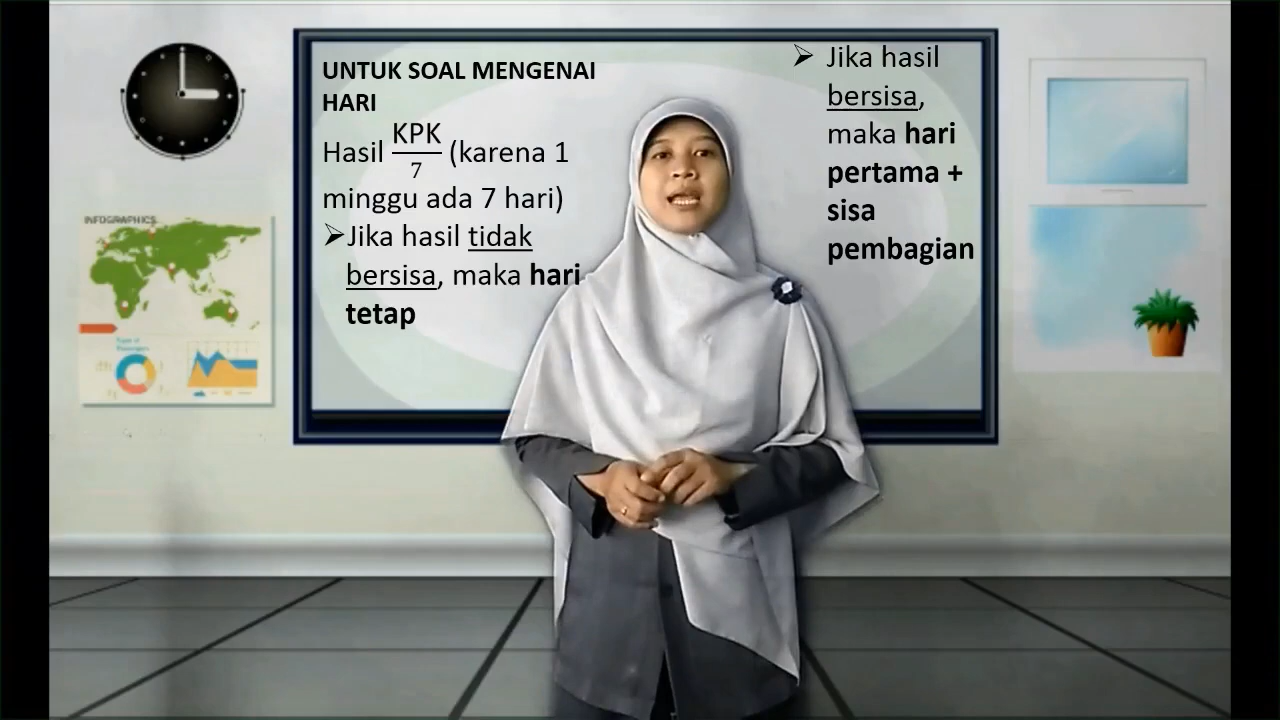 UNTUK SOAL MENGENAI
HARI
Hasil KPK/7 (karena 1
minggu ada 7 hari)
➢Jika hasil tidak
bersisa, maka hari
tetap
➢ Jika hasil
bersisa,
maka hari
pertama +
sisa
pembagian
INFOGRAPHICS